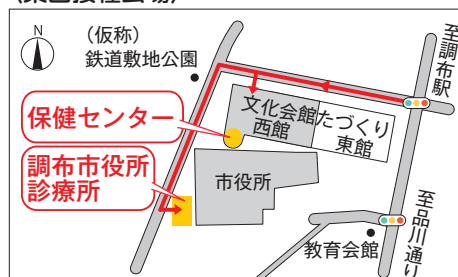 N
(仮称)
鉄道敷地公園
至調布駅
保健センター
文化会館
西館
たづくり
東館
調布市役所
診療所
市役所
至品川通り
教育会館